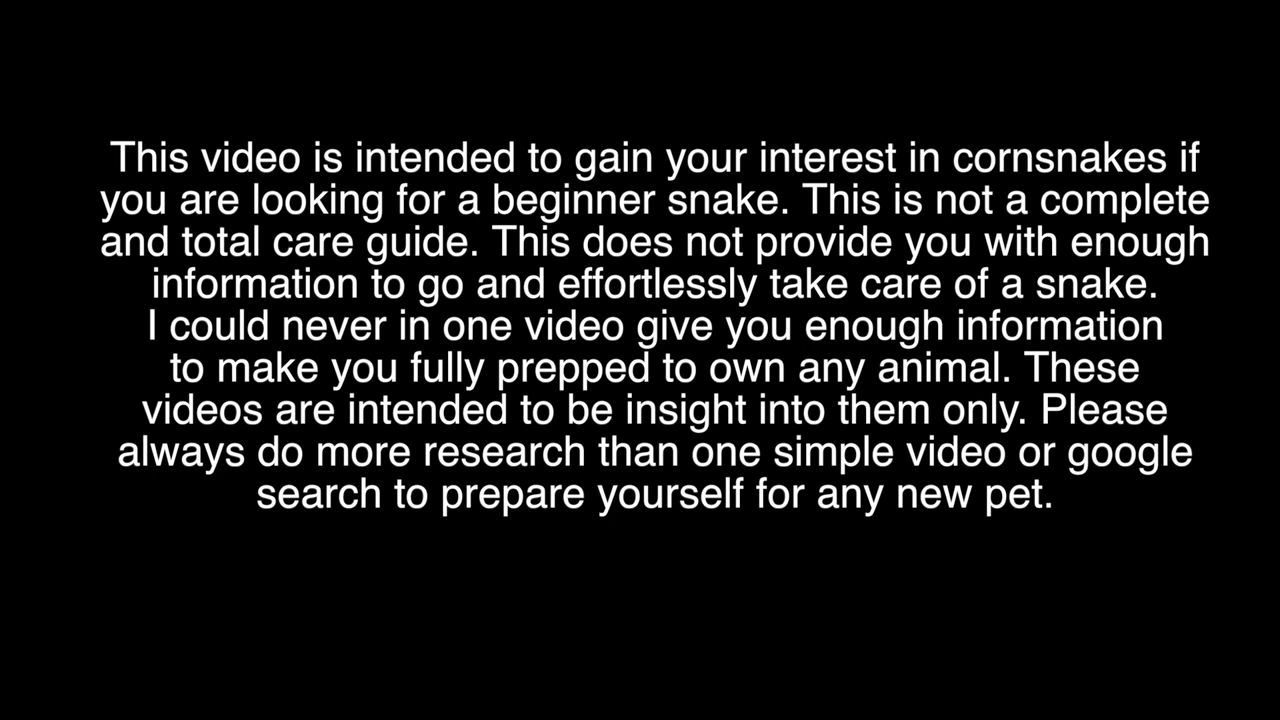 This video is intended to gain your interest in cornsnakes if
you are looking for a beginner snake. This is not a complete
and total care guide. This does not provide you with enough
information to go and effortlessly take care of a snake.
I could never in one video give you enough information
to make you fully prepped to own any animal. These
videos are intended to be insight into them only. Please
always do more research than one simple video or google
search to prepare yourself for any new pet.